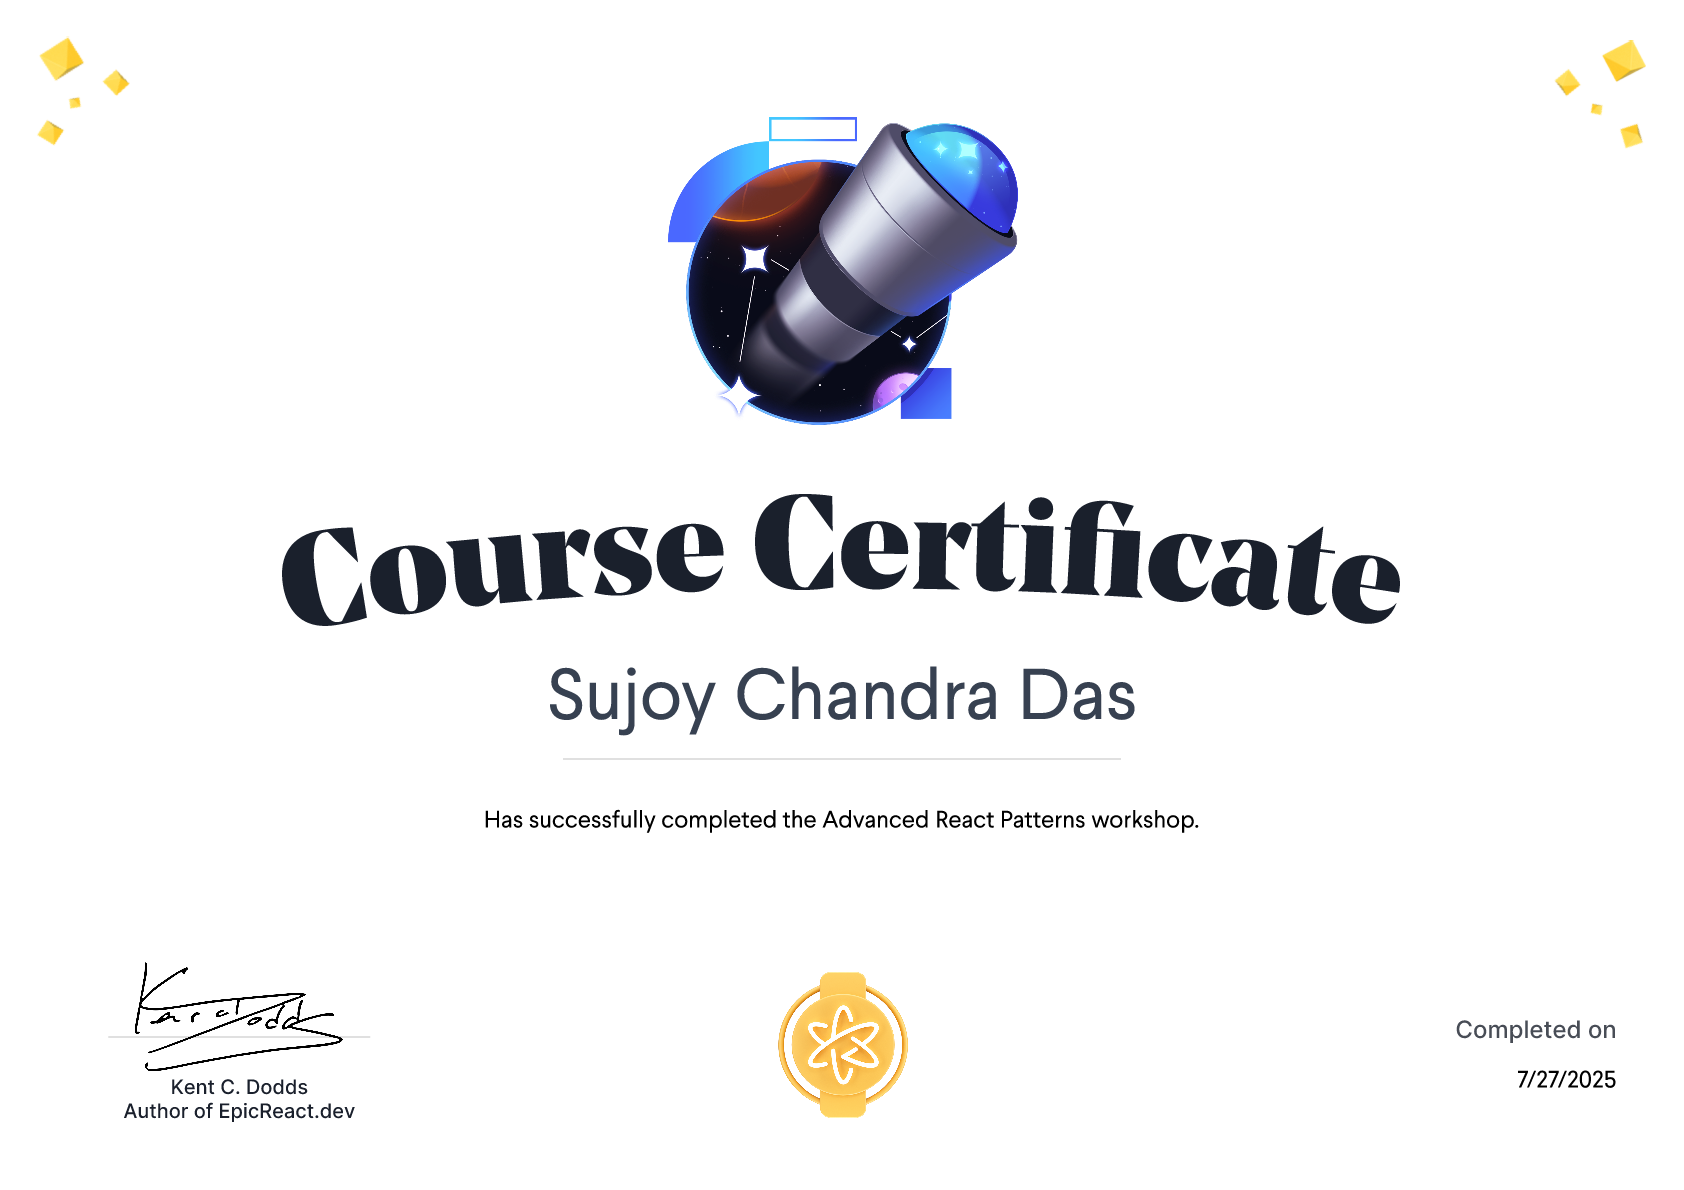 Course Certificate
Sujoy Chandra Das
Has successfully completed the Advanced React Patterns workshop.
Kent C Dodds
Kent C. Dodds
Author of EpicReact.dev
Completed on
7/27/2025